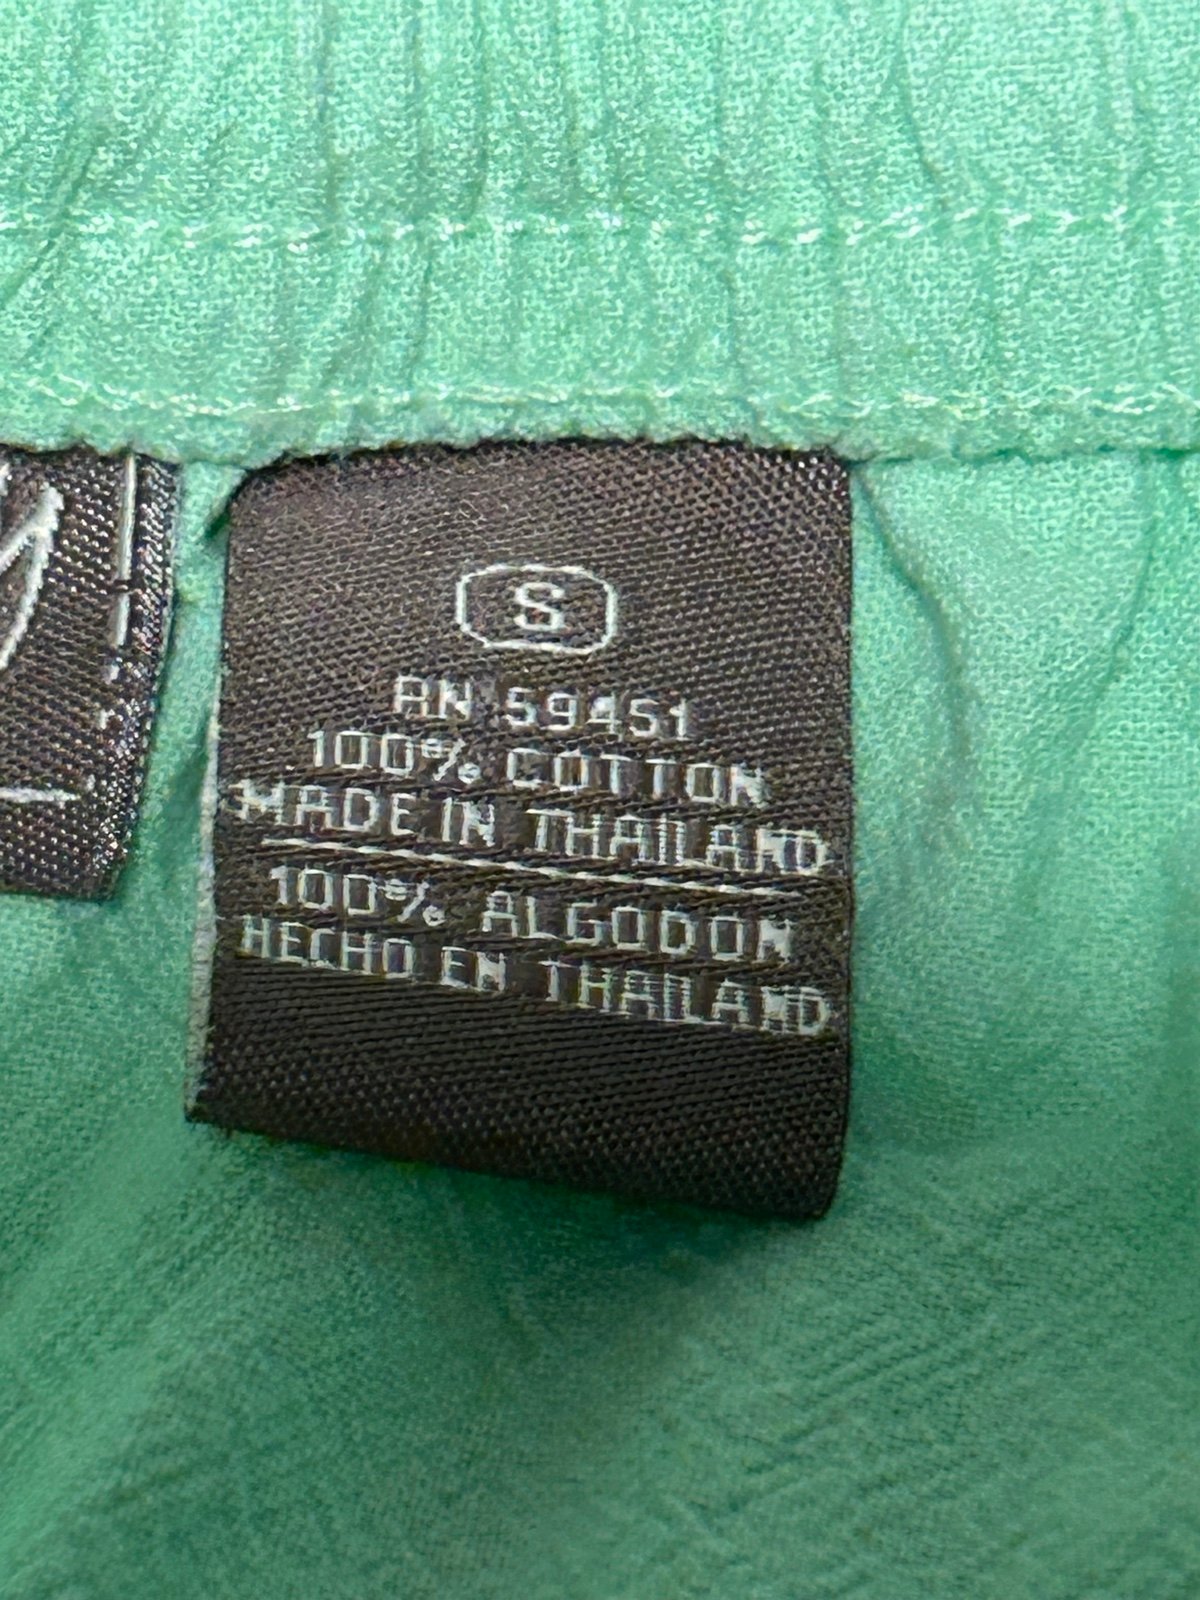 S
RN 59451
100% COTTON
MADE IN THAILAND
100% ALGODON
HECHO EN THAILAND